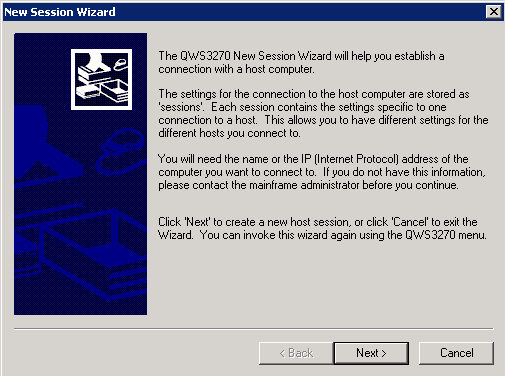 New Session Wizard
The QWS3270 New Session Wizard will help you establish a
connection with a host computer.
The settings for the connection to the host computer are stored as
'sessions'.  Each session contains the settings specific to one
connection to a host.  This allows you to have different settings for the
different hosts you connect to.
You will need the name or the IP (Internet Protocol) address of the
computer you want to connect to.  If you do not have this information,
please contact the mainframe administrator before you continue.
Click 'Next' to create a new host session, or click 'Cancel' to exit the
Wizard.  You can invoke this wizard again using the QWS3270 menu.
< Back Next > Cancel